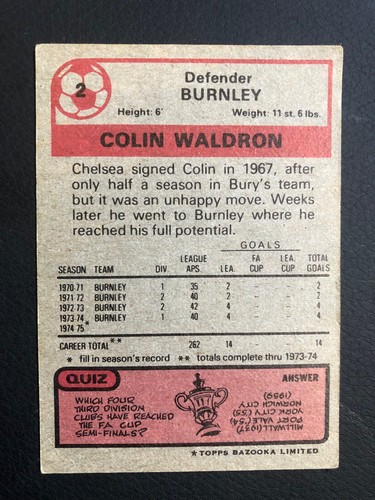 2
Defender
BURNLEY
Height: 6' Weight: 11 st. 6 lbs.
COLIN WALDRON
Chelsea signed Colin in 1967, after
only half a season in Bury's team,
but it was an unhappy move. Weeks
later he went to Burnley where he
reached his full potential.
GOALS
LEAGUE FA LEA. TOTAL
SEASON TEAM DIV. APS LEA. CUP CUP GOALS
1970-71 BURNLEY 1 35 2 – – 2
1971 72 BURNLEY 2 40 2 – – 2
1972 73 BURNLEY 2 42 4 – – 4
1973-74 BURNLEY 1 40 4 – – 4
1974 75*
CAREER TOTAL** 262 14 – – 14
* fill in season's record ** totals complete thru 1973-74
QUIZ
WHICH FOUR
THIRD DIVISION
CLUBS HAVE REACHED
THE FA CUP
SEMI-FINALS?
ANSWER
MILLWALL (1937)
PORT VALE ('54)
YORK CITY ('55)
NORWICH CITY
(1959)
★TOPPS BAZOOKA LIMITED